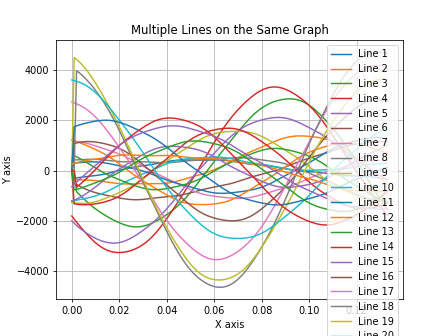 Multiple Lines on the Same Graph
Y axis
4000
2000
0
−2000
−4000
0.00
0.02
0.04
0.06
0.08
0.10
X axis
Line 1
Line 2
Line 3
Line 4
Line 5
Line 6
Line 7
Line 8
Line 9
Line 10
Line 11
Line 12
Line 13
Line 14
Line 15
Line 16
Line 17
Line 18
Line 19
Line 20